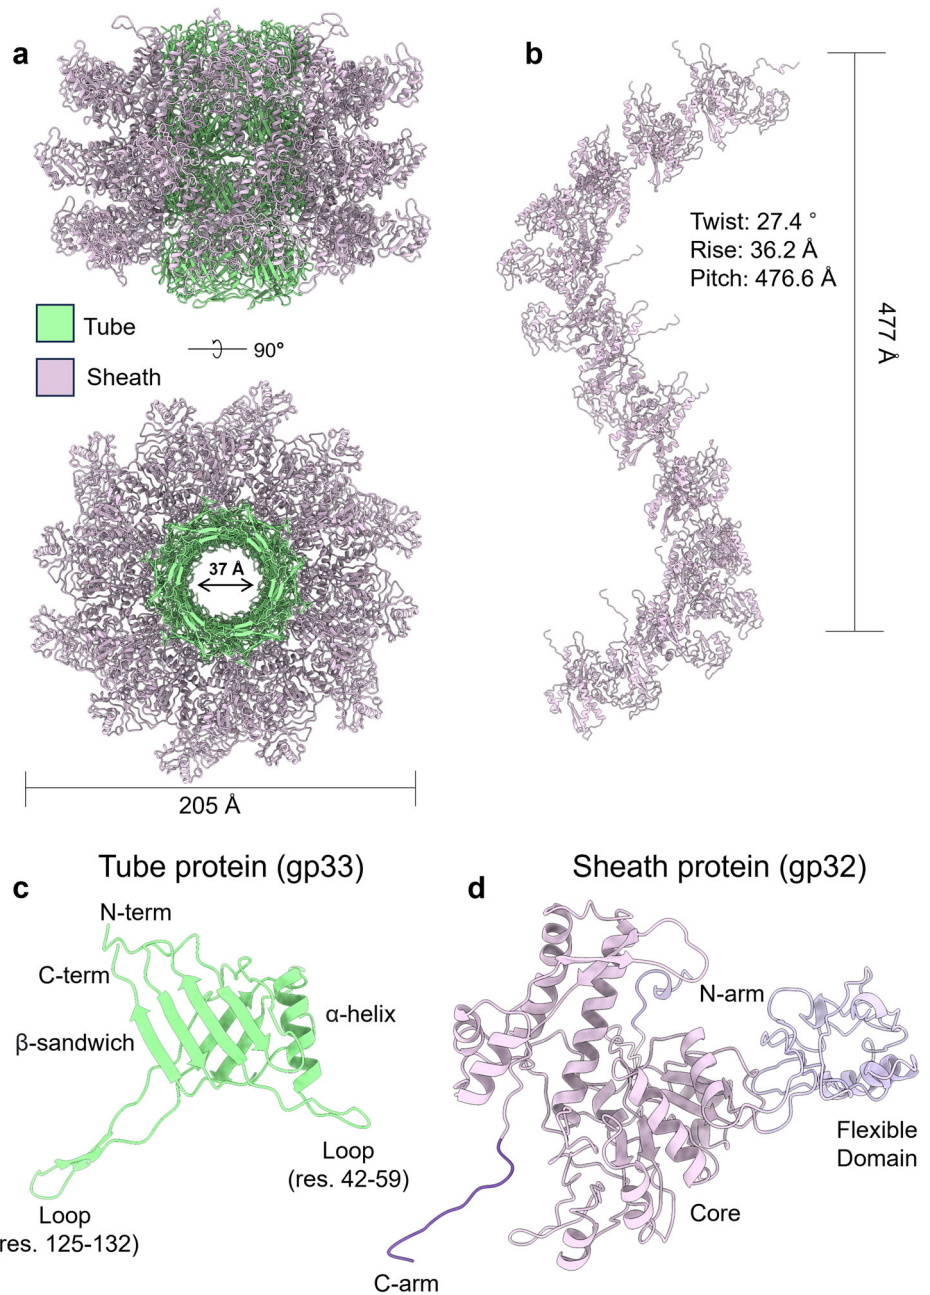 a
b
Twist: 27.4 °
Rise: 36.2 Å
Pitch: 476.6 Å
477 Å
Tube
Sheath
90°
37 Å
205 Å
Tube protein (gp33)
Sheath protein (gp32)
c
d
N-term
C-term
β-sandwich
α-helix
Loop
(res. 42-59)
Loop
res. 125-132)
N-arm
Flexible
Domain
Core
C-arm